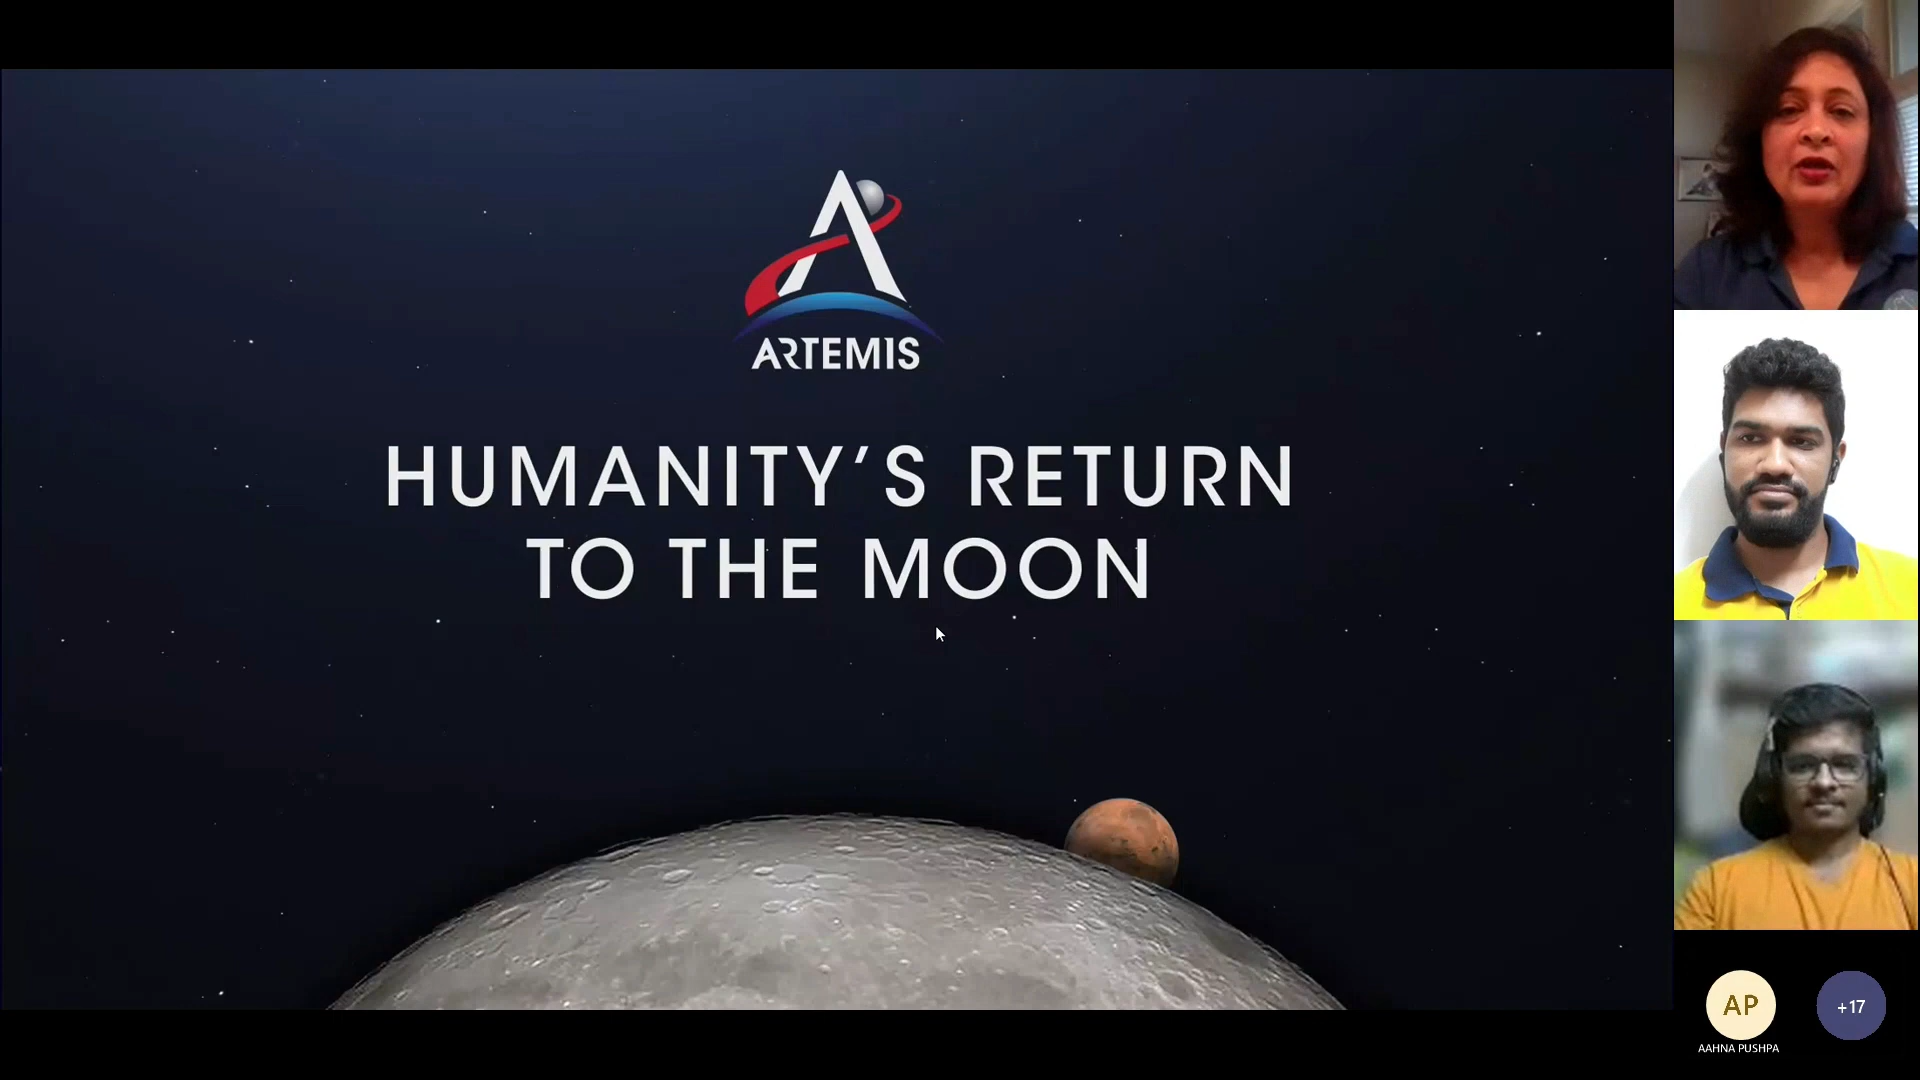 ARTEMIS
HUMANITY’S RETURN
TO THE MOON
AP
+17
AAHNA PUSHPA